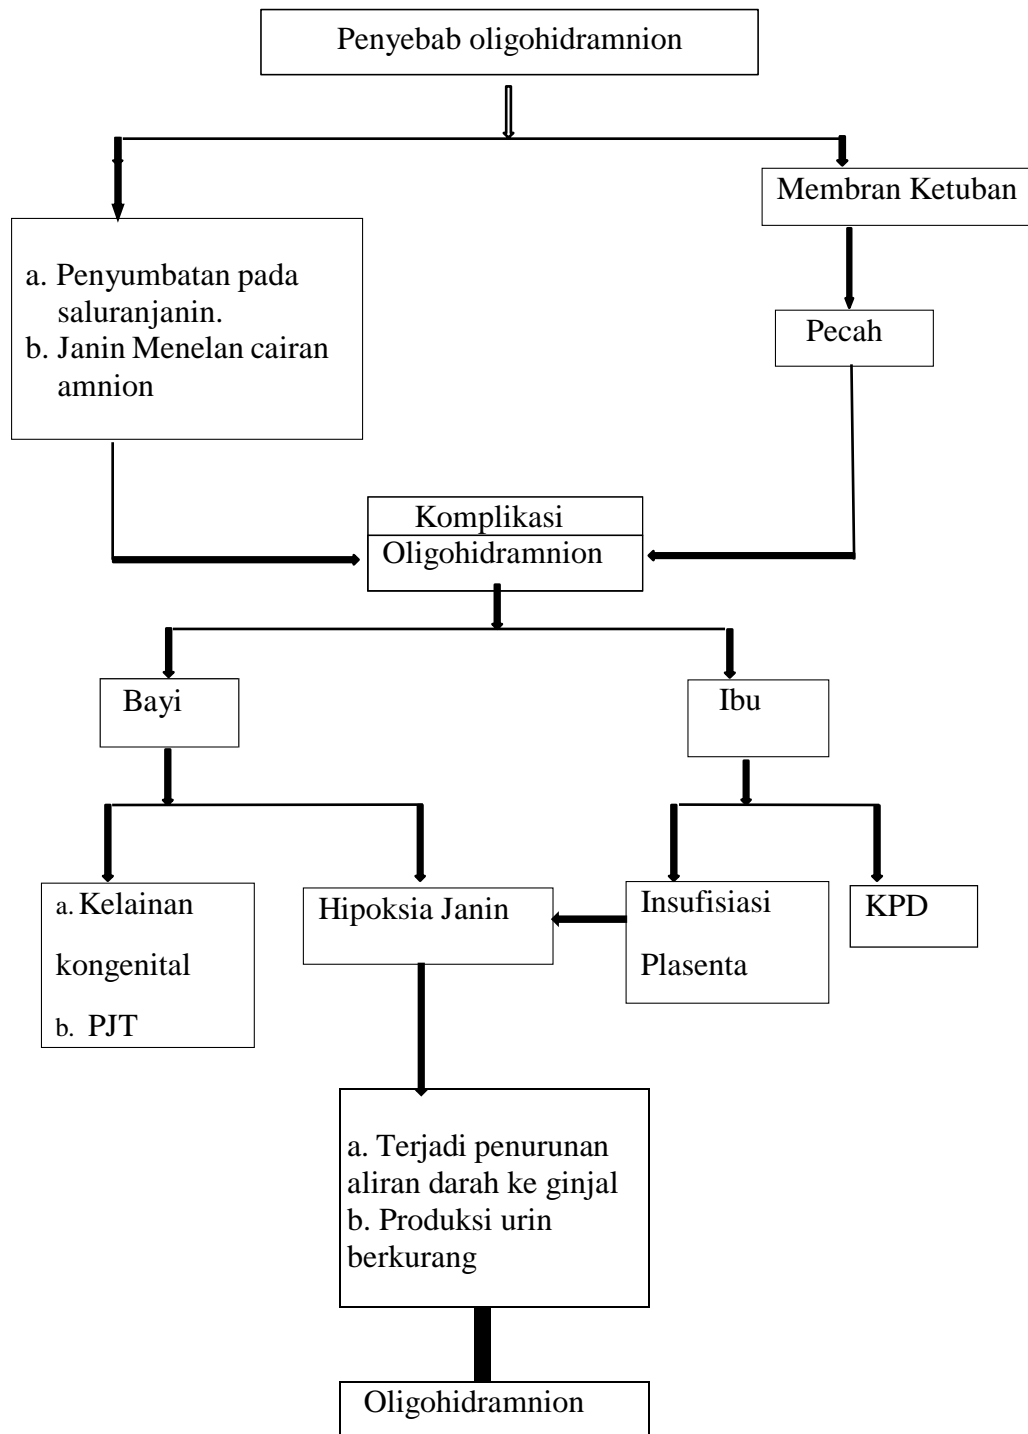 Penyebab oligohidramnion
Membran Ketuban
a. Penyumbatan pada
saluranjanin.
b. Janin Menelan cairan
amnion
Pecah
Komplikasi
Oligohidramnion
Bayi
Ibu
a. Kelainan
kongenital
b. PJT
Hipoksia Janin
Insufisiasi
Plasenta
KPD
a. Terjadi penurunan
aliran darah ke ginjal
b. Produksi urin
berkurang
Oligohidramnion